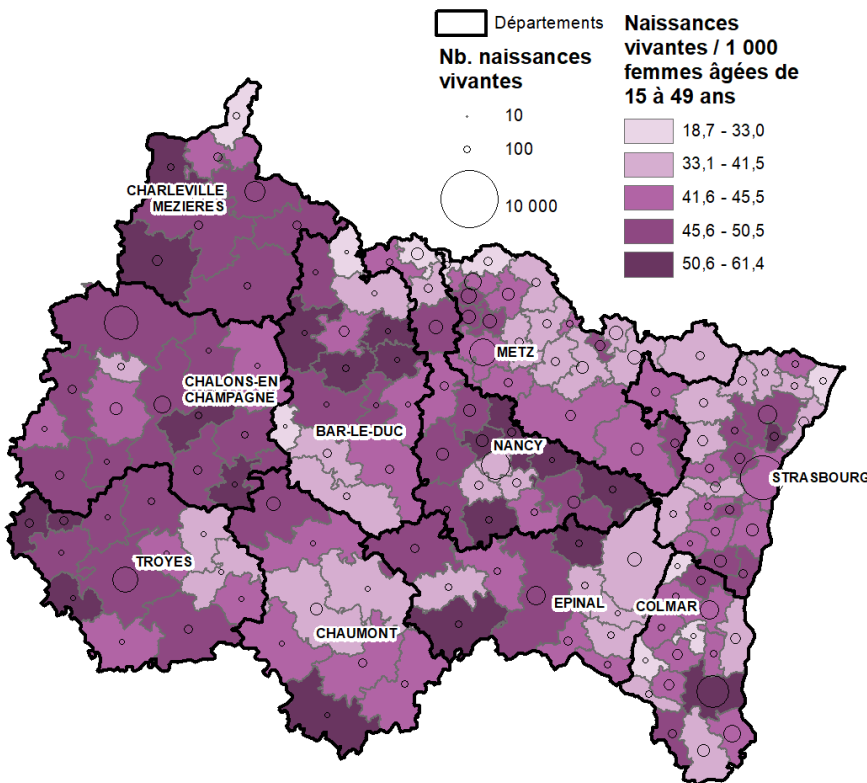 Départements
Nb. naissances
vivantes
10
100
10 000
Naissances
vivantes / 1 000
femmes âgées de
15 à 49 ans
18,7 - 33,0
33,1 - 41,5
41,6 - 45,5
45,6 - 50,5
50,6 - 61,4
CHARLEVILLE
MEZIERES
CHALONS-EN
CHAMPAGNE
METZ
BAR-LE-DUC
NANCY
STRASBOURG
TROYES
EPINAL
COLMAR
CHAUMONT